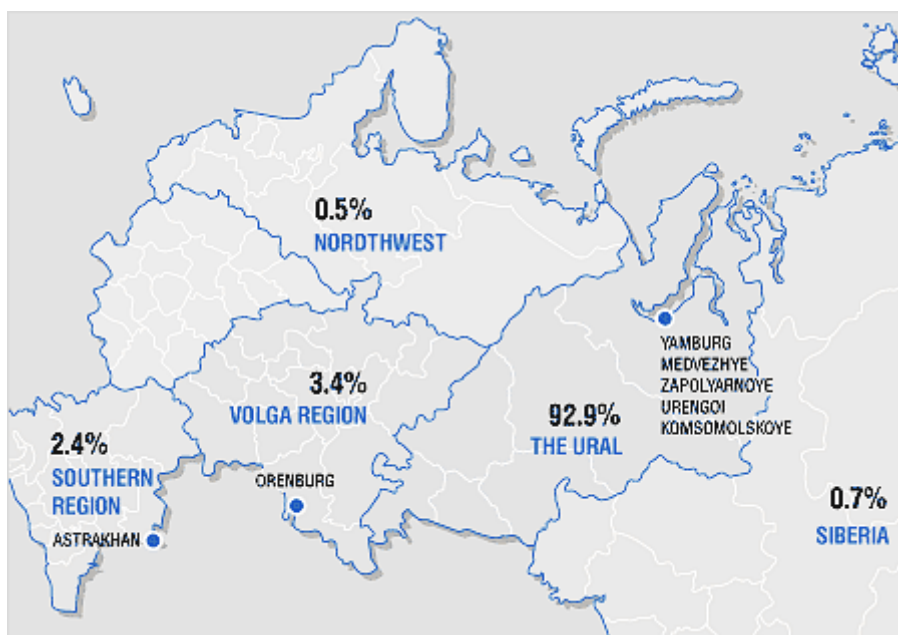 0.5%
NORDTHWEST
YAMBURG
MEDVEZHYE
ZAPOLYARNOYE
URENGOI
KOMSOMOLSKOYE
3.4%
VOLGA REGION
92.9%
THE URAL
2.4%
SOUTHERN
REGION
ORENBURG
ASTRAKHAN
0.7%
SIBERIA